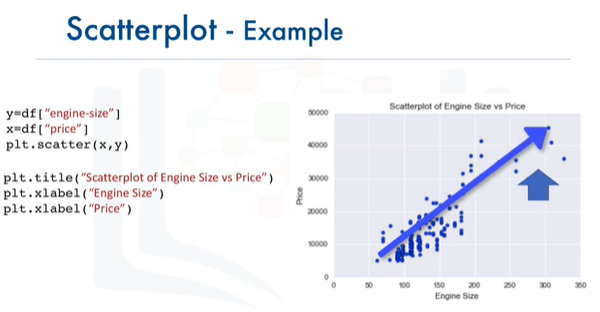 Scatterplot - Example
y=df["engine-size"]
x=df["price"]
plt.scatter(x,y)
plt.title("Scatterplot of Engine Size vs Price")
plt.xlabel("Engine Size")
plt.xlabel("Price")
Scatterplot of Engine Size vs Price
50000
40000
30000
20000
10000
0
Price
0 50 100 150 200 250 300 350
Engine Size